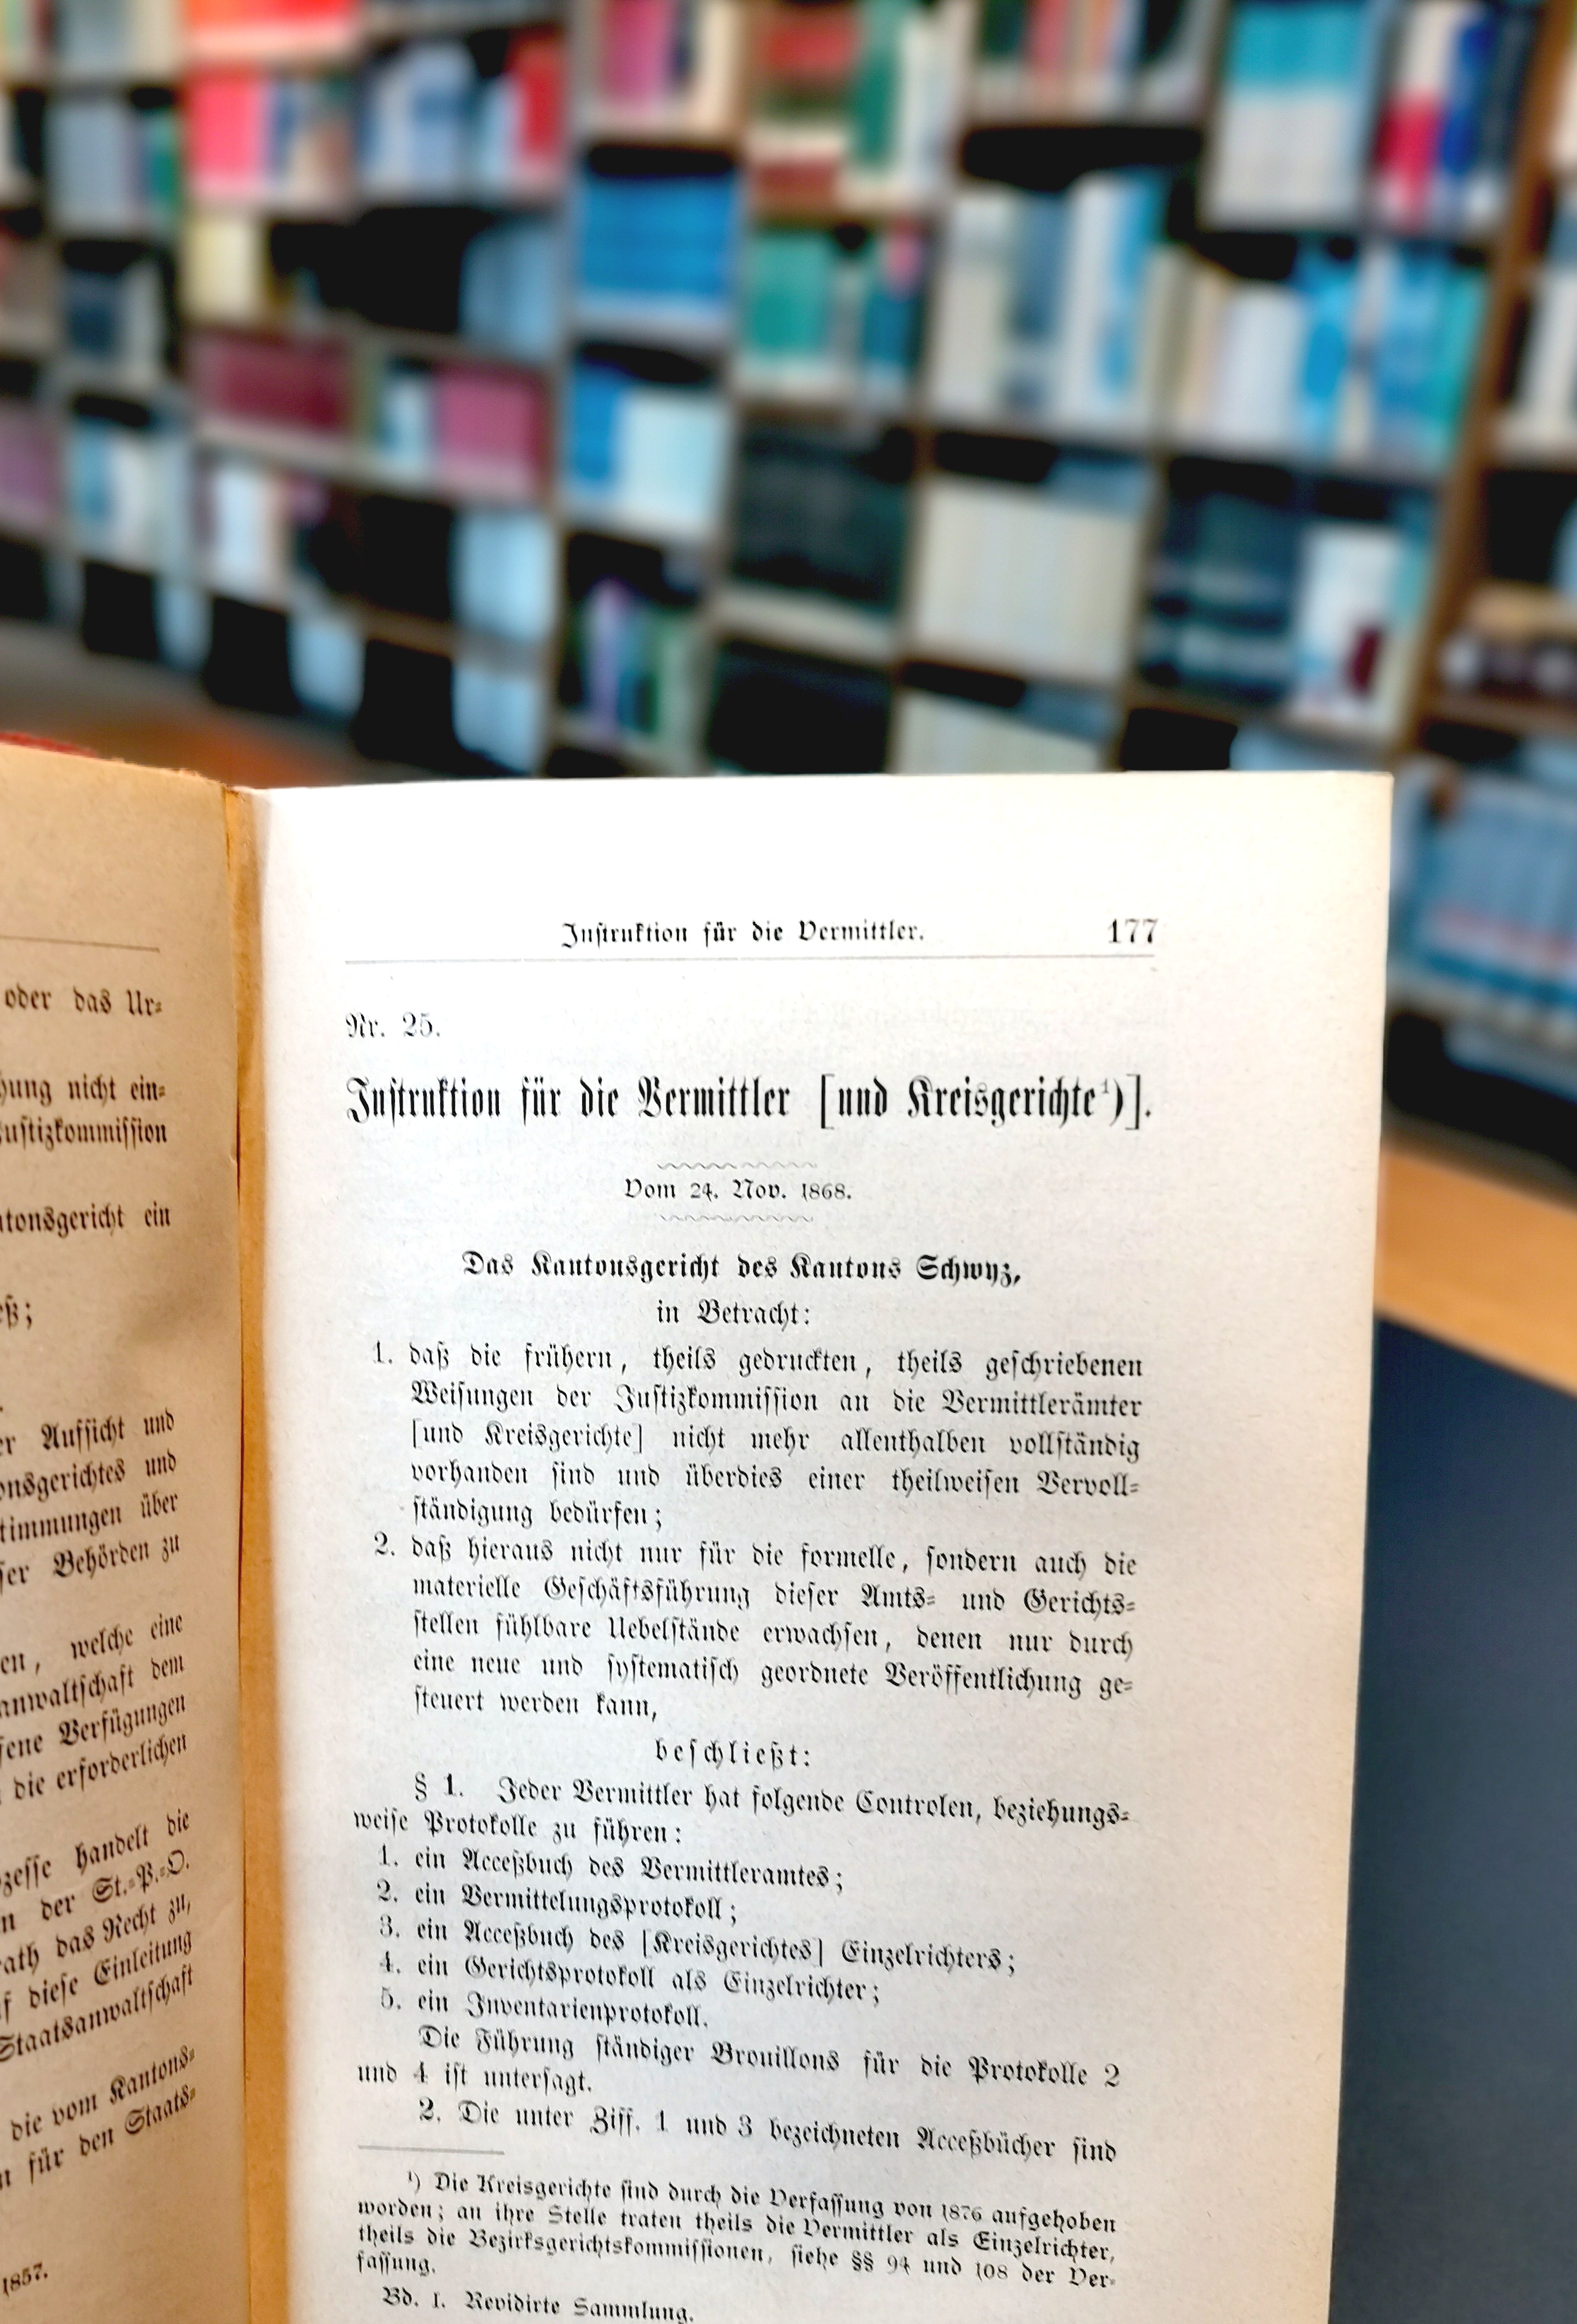 oder das Ur-
nicht ein-
ein
Aufsicht und
und
über
Behörden zu
welche eine
dem
Verfügungen
die erforderlichen
handelt die
der St.-P.-O.
das Recht zu,
diese Einleitung
Staatsanwaltschaft
die vom Kantons-
für den Staats-
1857.
Instruktion für die Vermittler. 177
Nr. 25.
Instruktion für die Vermittler [und Kreisgerichte¹)].
Vom 24. Nov. 1868.
Das Kantonsgericht des Kantons Schwyz,
in Betracht:
1. daß die frühern, theils gedruckten, theils geschriebenen
Weisungen der Justizkommission an die Vermittlerämter
[und Kreisgerichte] nicht mehr allenthalben vollständig
vorhanden sind und überdies einer theilweisen Vervoll-
ständigung bedürfen;
2. daß hieraus nicht nur für die formelle, sondern auch die
materielle Geschäftsführung dieser Amts- und Gerichts-
stellen fühlbare Uebelstände erwachsen, denen nur durch
eine neue und systematisch geordnete Veröffentlichung ge-
steuert werden kann,
beschließt:
§ 1. Jeder Vermittler hat folgende Controlen, beziehungs-
weise Protokolle zu führen:
1. ein Acceßbuch des Vermittleramtes;
2. ein Vermittelungsprotokoll;
3. ein Acceßbuch des [Kreisgerichtes] Einzelrichters;
4. ein Gerichtsprotokoll als Einzelrichter;
5. ein Inventarienprotokoll.
Die Führung ständiger Brouillons für die Protokolle 2
und 4 ist untersagt.
2. Die unter Ziff. 1 und 3 bezeichneten Acceßbücher sind
¹) Die Kreisgerichte sind durch die Verfassung von 1876 aufgehoben
worden; an ihre Stelle traten theils die Vermittler als Einzelrichter,
theils die Bezirksgerichtskommissionen, siehe §§ 94 und 108 der Ver-
fassung.
Bd. I. Revidirte Sammlung.